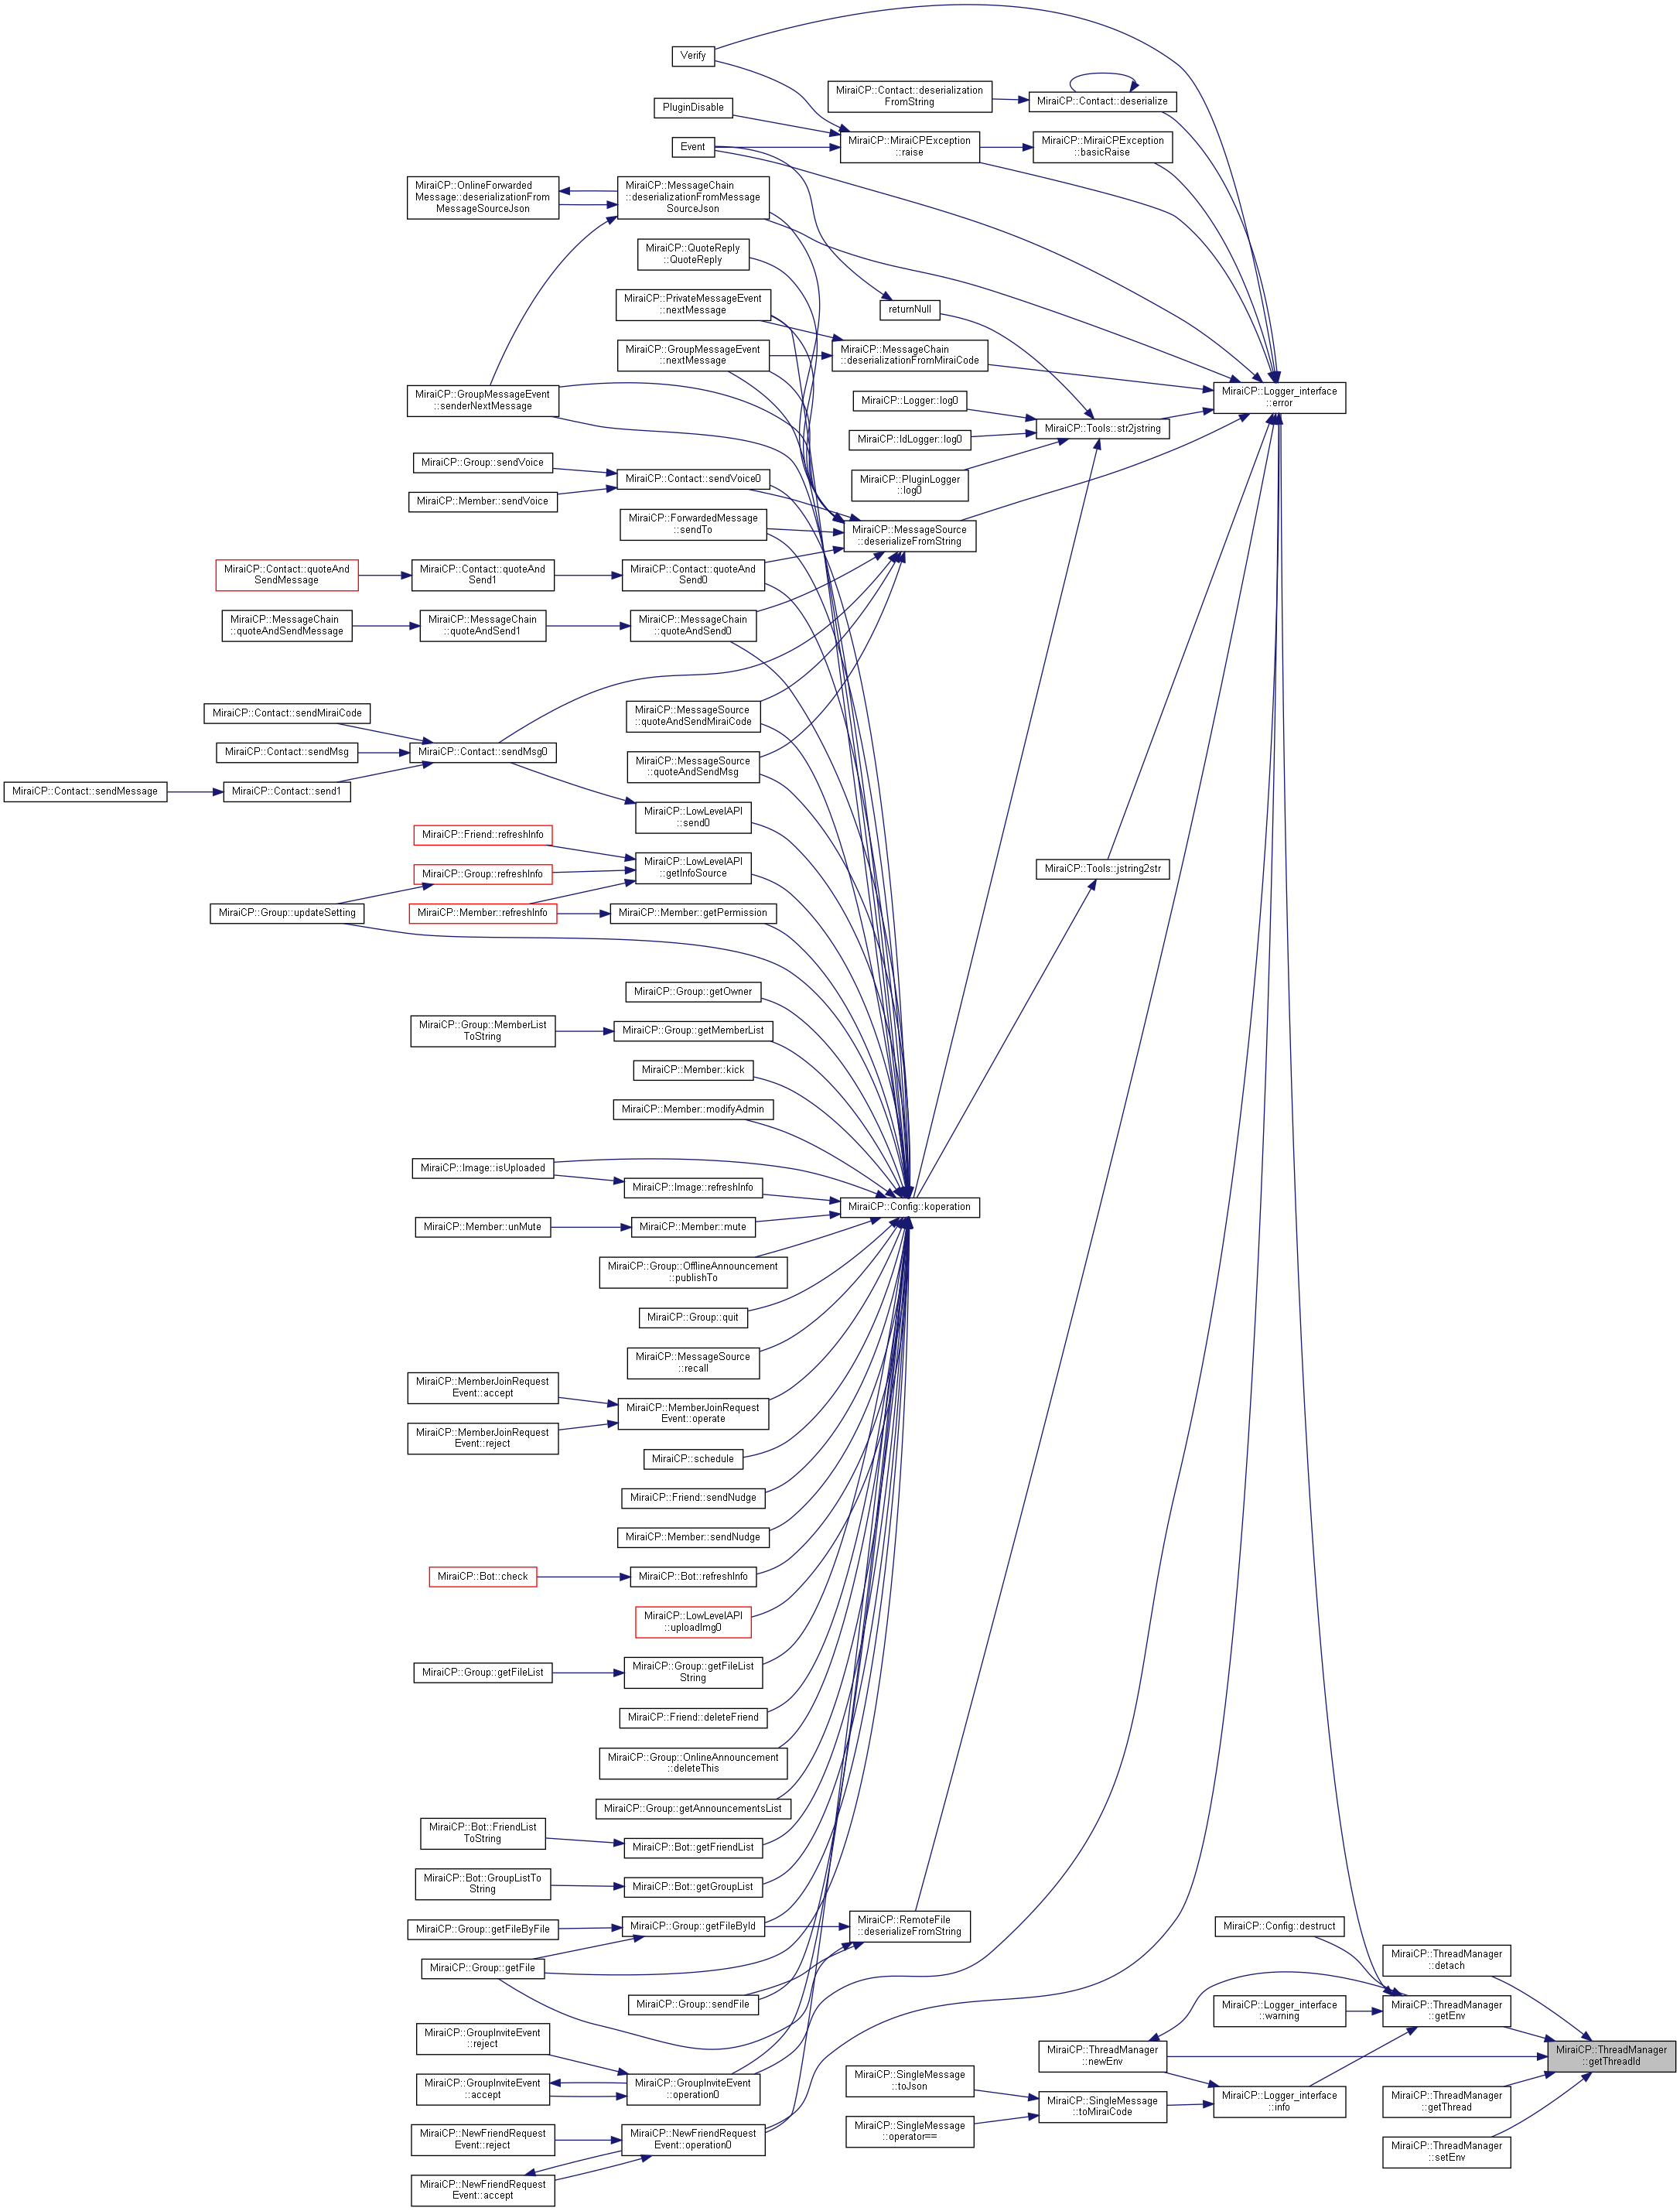 Verify
MiraiCP::Contact::deserialization
FromString
MiraiCP::Contact::deserialize
PluginDisable
Event
MiraiCP::MiraiCPException
::raise
MiraiCP::MiraiCPException
::basicRaise
MiraiCP::OnlineForwarded
Message::deserializationFrom
MessageSourceJson
MiraiCP::MessageChain
::deserializationFromMessage
SourceJson
MiraiCP::QuoteReply
::QuoteReply
MiraiCP::PrivateMessageEvent
::nextMessage
returnNull
MiraiCP::GroupMessageEvent
::nextMessage
MiraiCP::MessageChain
::deserializationFromMiraiCode
MiraiCP::GroupMessageEvent
::senderNextMessage
MiraiCP::Logger::log0
MiraiCP::Logger_interface
::error
MiraiCP::IdLogger::log0
MiraiCP::Tools::str2jstring
MiraiCP::PluginLogger
::log0
MiraiCP::Group::sendVoice
MiraiCP::Member::sendVoice
MiraiCP::Contact::sendVoice0
MiraiCP::ForwardedMessage
::sendTo
MiraiCP::MessageSource
::deserializeFromString
MiraiCP::Contact::quoteAnd
SendMessage
MiraiCP::Contact::quoteAnd
Send1
MiraiCP::Contact::quoteAnd
Send0
MiraiCP::MessageChain
::quoteAndSendMessage
MiraiCP::MessageChain
::quoteAndSend1
MiraiCP::MessageChain
::quoteAndSend0
MiraiCP::Contact::sendMiraiCode
MiraiCP::MessageSource
::quoteAndSendMiraiCode
MiraiCP::Contact::sendMsg
MiraiCP::Contact::sendMsg0
MiraiCP::MessageSource
::quoteAndSendMsg
MiraiCP::Contact::sendMessage
MiraiCP::Contact::send1
MiraiCP::LowLevelAPI
::send0
MiraiCP::Friend::refreshInfo
MiraiCP::Group::refreshInfo
MiraiCP::LowLevelAPI
::getInfoSource
MiraiCP::Tools::jstring2str
MiraiCP::Group::updateSetting
MiraiCP::Member::refreshInfo
MiraiCP::Member::getPermission
MiraiCP::Group::getOwner
MiraiCP::Group::MemberList
ToString
MiraiCP::Group::getMemberList
MiraiCP::Member::kick
MiraiCP::Member::modifyAdmin
MiraiCP::Image::isUploaded
MiraiCP::Image::refreshInfo
MiraiCP::Config::koperation
MiraiCP::Member::unMute
MiraiCP::Member::mute
MiraiCP::Group::OfflineAnnouncement
::publishTo
MiraiCP::Group::quit
MiraiCP::MessageSource
::recall
MiraiCP::MemberJoinRequest
Event::accept
MiraiCP::MemberJoinRequest
Event::operate
MiraiCP::MemberJoinRequest
Event::reject
MiraiCP::schedule
MiraiCP::Friend::sendNudge
MiraiCP::Member::sendNudge
MiraiCP::Bot::check
MiraiCP::Bot::refreshInfo
MiraiCP::LowLevelAPI
::uploadImg0
MiraiCP::Group::getFileList
MiraiCP::Group::getFileList
String
MiraiCP::Friend::deleteFriend
MiraiCP::Group::OnlineAnnouncement
::deleteThis
MiraiCP::Group::getAnnouncementsList
MiraiCP::Bot::FriendList
ToString
MiraiCP::Bot::getFriendList
MiraiCP::Bot::GroupListTo
String
MiraiCP::Bot::getGroupList
MiraiCP::Group::getFileByFile
MiraiCP::Group::getFileById
MiraiCP::RemoteFile
::deserializeFromString
MiraiCP::Config::destruct
MiraiCP::Group::getFile
MiraiCP::ThreadManager
::detach
MiraiCP::Group::sendFile
MiraiCP::Logger_interface
::warning
MiraiCP::ThreadManager
::getEnv
MiraiCP::GroupInviteEvent
::reject
MiraiCP::ThreadManager
::newEnv
MiraiCP::ThreadManager
::getThreadId
MiraiCP::GroupInviteEvent
::accept
MiraiCP::GroupInviteEvent
::operation0
MiraiCP::SingleMessage
::toJson
MiraiCP::SingleMessage
::toMiraiCode
MiraiCP::Logger_interface
::info
MiraiCP::ThreadManager
::getThread
MiraiCP::NewFriendRequest
Event::reject
MiraiCP::NewFriendRequest
Event::operation0
MiraiCP::SingleMessage
::operator==
MiraiCP::ThreadManager
::setEnv
MiraiCP::NewFriendRequest
Event::accept